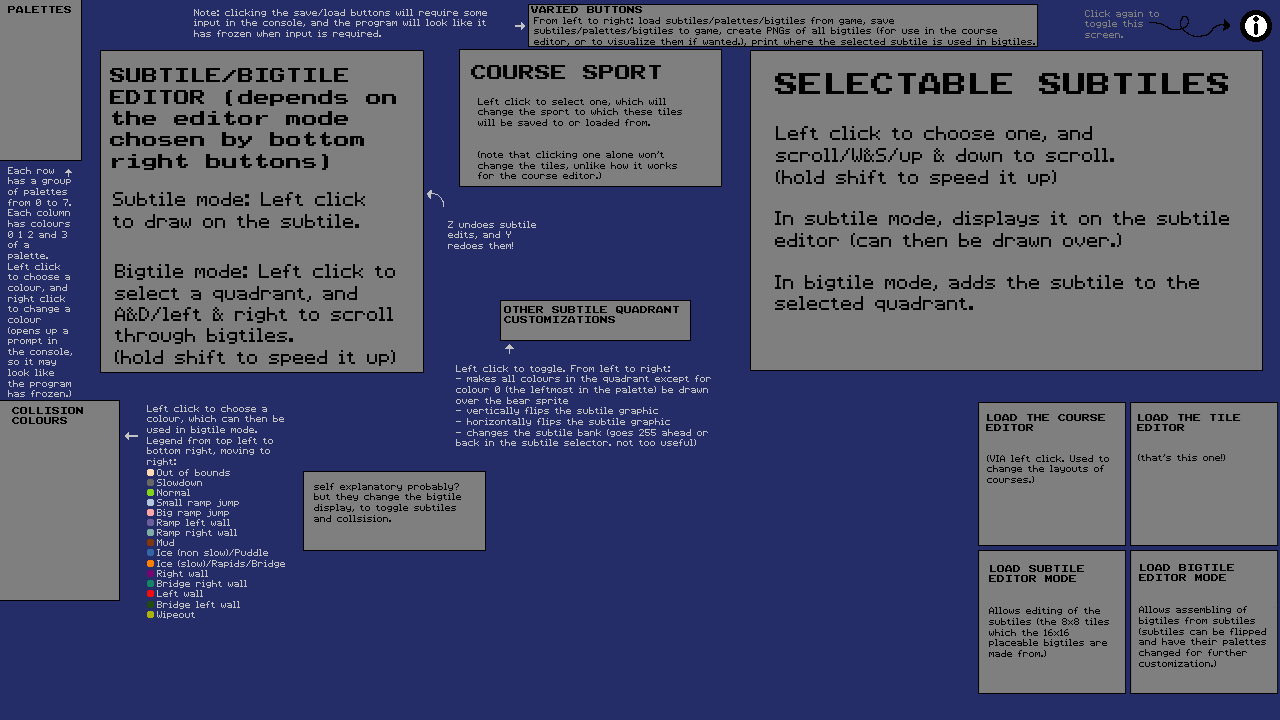 PALETTES
Note: clicking the save/load buttons will require some
input in the console, and the program will look like it
has frozen when input is required.
VARIED BUTTONS
From left to right: load subtiles/palettes/bigtiles from game, save
subtiles/palettes/bigtiles to game, create PNGs of all bigtiles (for use in the course
editor, or to visualize them if wanted.), print where the selected subtile is used in bigtiles.
Click again to
toggle this
screen.
SUBTILE/BIGTILE
EDITOR (depends on
the editor mode
chosen by bottom
right buttons)
Subtile mode: Left click
to draw on the subtile.
Bigtile mode: Left click to
select a quadrant, and
A&D/left & right to scroll
through bigtiles.
(hold shift to speed it up)
COURSE SPORT
Left click to select one, which will
change the sport to which these tiles
will be saved to or loaded from.
(note that clicking one alone won't
change the tiles, unlike how it works
for the course editor.)
SELECTABLE SUBTILES
Left click to choose one, and
scroll/W&S/up & down to scroll.
(hold shift to speed it up)
In subtile mode, displays it on the subtile
editor (can then be drawn over.)
In bigtile mode, adds the subtile to the
selected quadrant.
Each row
has a group
of palettes
from 0 to 7.
Each column
has colours
0 1 2 and 3
of a
palette.
Left click
to choose a
colour, and
right click
to change a
colour
(opens up a
prompt in
the console,
so it may
look like
the program
has frozen.)
Z undoes subtile
edits, and Y
redoes them!
OTHER SUBTILE QUADRANT
CUSTOMIZATIONS
Left click to toggle. From left to right:
- makes all colours in the quadrant except for
colour 0 (the leftmost in the palette) be drawn
over the bear sprite
- vertically flips the subtile graphic
- horizontally flips the subtile graphic
- changes the subtile bank (goes 255 ahead or
back in the subtile selector. not too useful)
COLLISION
COLOURS
Left click to choose a
colour, which can then be
used in bigtile mode.
Legend from top left to
bottom right, moving to
right:
Out of bounds
Slowdown
Normal
Small ramp jump
Big ramp jump
Ramp left wall
Ramp right wall
Mud
Ice (non slow)/Puddle
Ice (slow)/Rapids/Bridge
Right wall
Bridge right wall
Left wall
Bridge left wall
Wipeout
self explanatory probably?
but they change the bigtile
display, to toggle subtiles
and collsision.
LOAD THE COURSE
EDITOR
(VIA left click. Used to
change the layouts of
courses.)
LOAD THE TILE
EDITOR
(that's this one!)
LOAD SUBTILE
EDITOR MODE
Allows editing of the
subtiles (the 8x8 tiles
which the 16x16
placeable bigtiles are
made from.)
LOAD BIGTILE
EDITOR MODE
Allows assembling of
bigtiles from subtiles
(subtiles can be flipped
and have their palettes
changed for further
customization.)